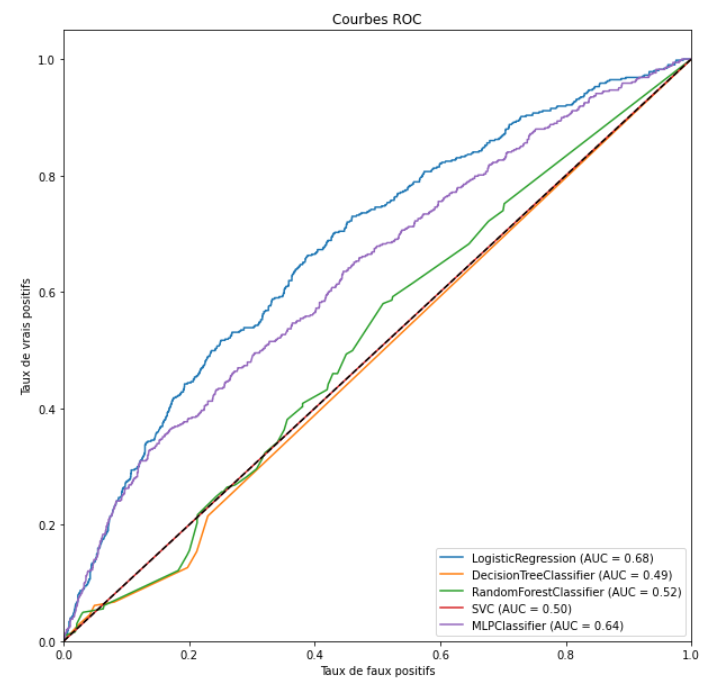 Courbes ROC
Taux de vrais positifs
1.0
0.8
0.6
0.4
0.2
0.0
LogisticRegression (AUC = 0.68)
DecisionTreeClassifier (AUC = 0.49)
RandomForestClassifier (AUC = 0.52)
SVC (AUC = 0.50)
MLPClassifier (AUC = 0.64)
0.0 0.2 0.4 0.6 0.8 1.0
Taux de faux positifs